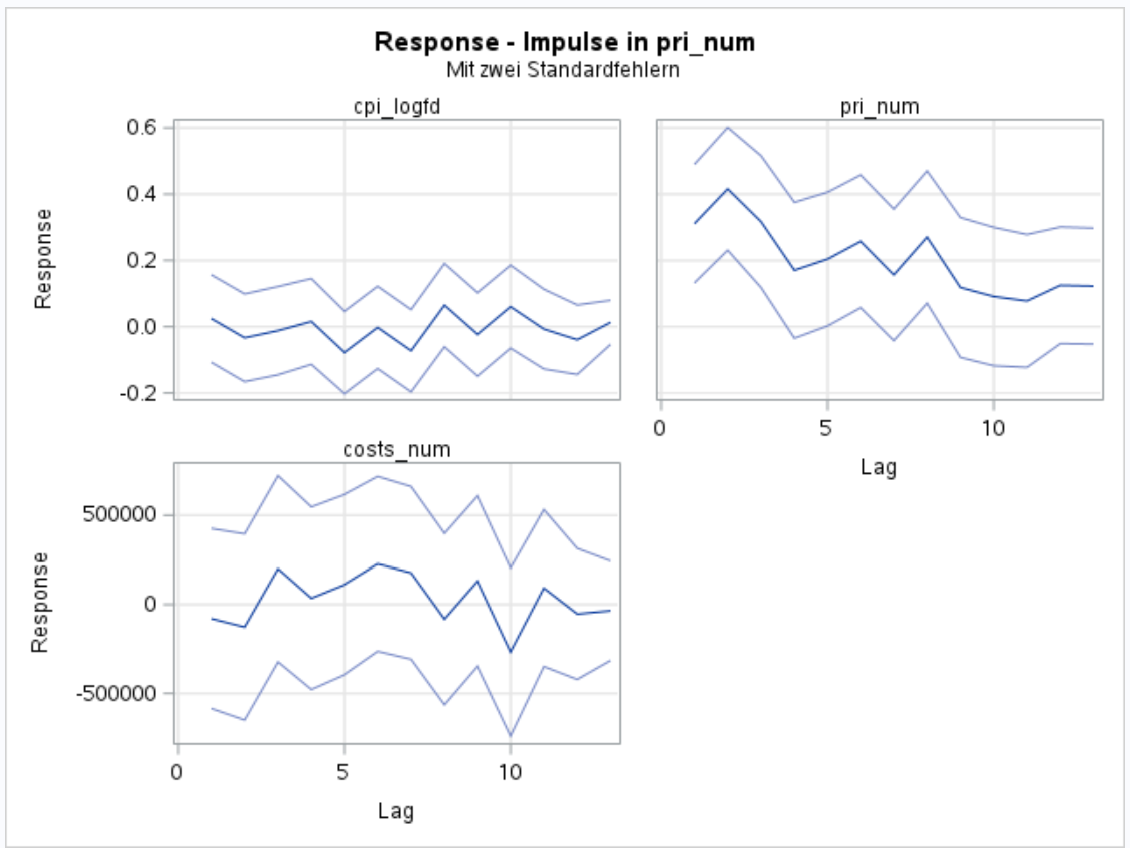 Response - Impulse in pri_num
Mit zwei Standardfehlern
cpi_logfd
pri_num
Response
0.6
0.4
0.2
0.0
-0.2
0 5 10
Lag
costs_num
Response
500000
0
-500000
0 5 10
Lag